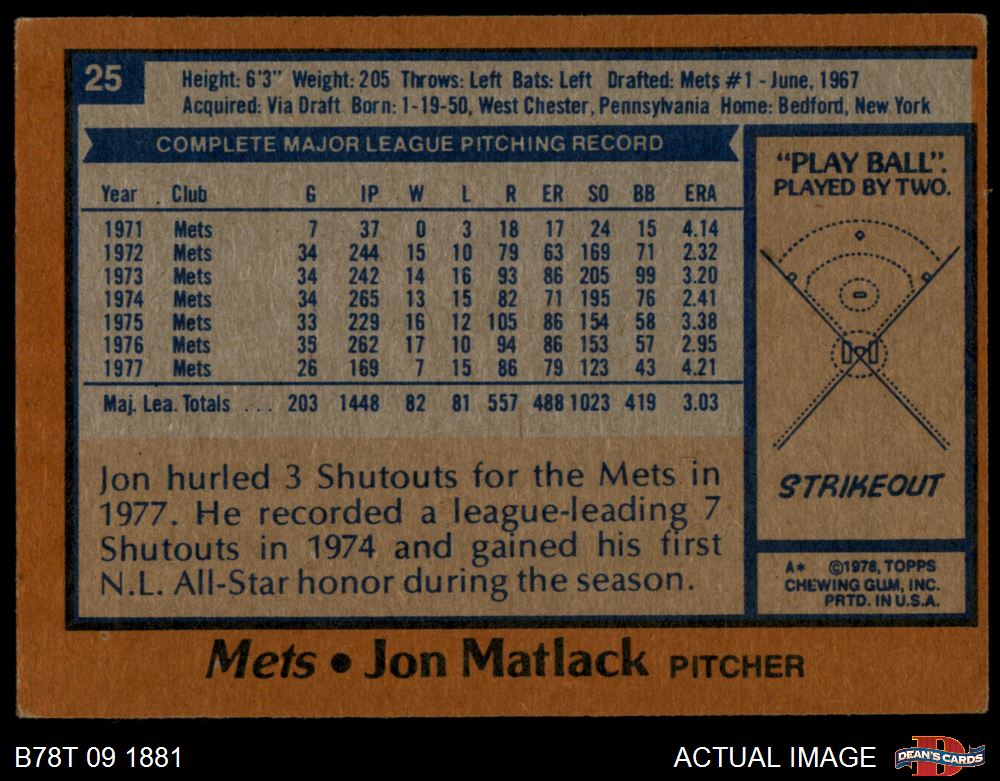 25
Height: 6'3" Weight: 205 Throws: Left Bats: Left Drafted: Mets #1 - June, 1967
Acquired: Via Draft Born: 1-19-50, West Chester, Pennsylvania Home: Bedford, New York
COMPLETE MAJOR LEAGUE PITCHING RECORD
Year Club G IP W L R ER SO BB ERA
1971 Mets 7 37 0 3 18 17 24 15 4.14
1972 Mets 34 244 15 10 79 63 169 71 2.32
1973 Mets 34 242 14 16 93 86 205 99 3.20
1974 Mets 34 265 13 15 82 71 195 76 2.41
1975 Mets 33 229 16 12 105 86 154 58 3.38
1976 Mets 35 262 17 10 94 86 153 57 2.95
1977 Mets 26 169 7 15 86 79 123 43 4.21
Maj. Lea. Totals ... 203 1448 82 81 557 488 1023 419 3.03
Jon hurled 3 Shutouts for the Mets in
1977. He recorded a league-leading 7
Shutouts in 1974 and gained his first
N.L. All-Star honor during the season.
"PLAY BALL".
PLAYED BY TWO.
STRIKEOUT
A* ©1978, TOPPS
CHEWING GUM, INC.
PRTD. IN U.S.A.
Mets • Jon Matlack PITCHER
B78T 09 1881
ACTUAL IMAGE
D
DEAN'S CARDS